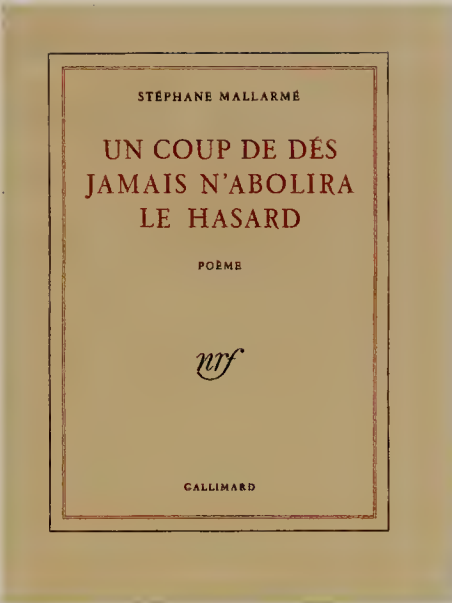 STÉPHANE MALLARMÉ
UN COUP DE DÉS
JAMAIS N'ABOLIRA
LE HASARD
POÈME
nrf
GALLIMARD